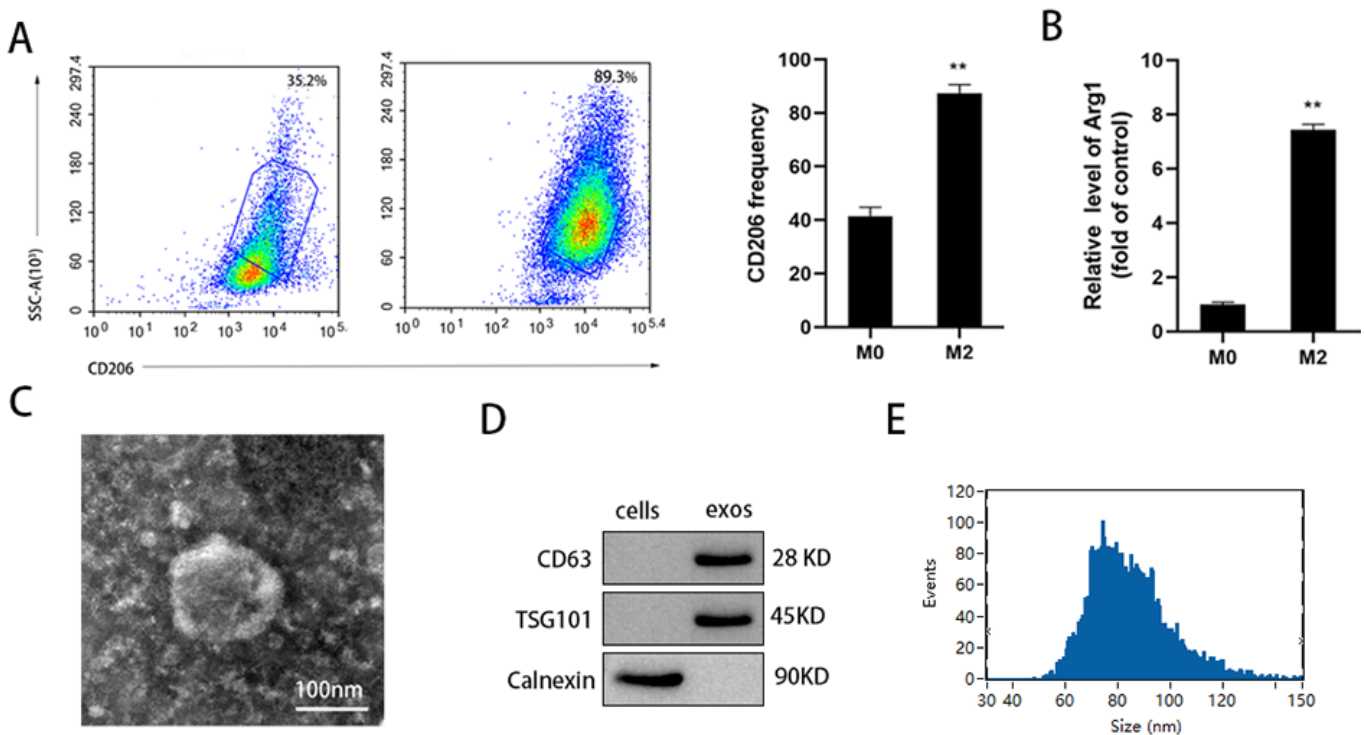 A
35.2%
297.4
240
180
120
60
0
SSC-A(10³)
10⁰ 10¹ 10² 10³ 10⁴ 10⁵·
CD206
89.3%
297.4
240
180
120
60
0
10⁰ 10¹ 10² 10³ 10⁴ 10⁵·⁴
CD206 frequency
100
80
60
40
20
0
**
M0 M2
B
Relative level of Arg1
(fold of control)
10
8
6
4
2
0
**
M0 M2
C
100nm
D
cells exos
CD63 28 KD
TSG101 45KD
Calnexin 90KD
E
Events
120
100
80
60
40
20
0
30 40 60 80 100 120 150
Size (nm)